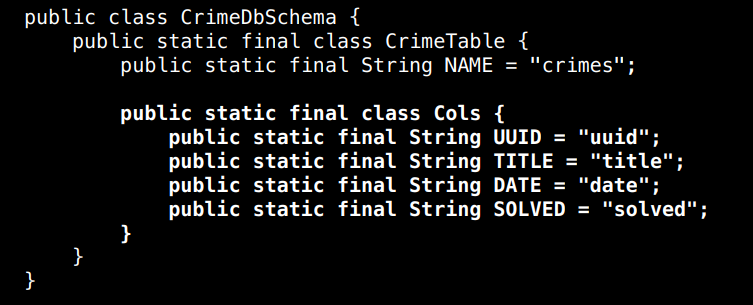 public class CrimeDbSchema {
    public static final class CrimeTable {
        public static final String NAME = "crimes";
        public static final class Cols {
            public static final String UUID = "uuid";
            public static final String TITLE = "title";
            public static final String DATE = "date";
            public static final String SOLVED = "solved";
        }
    }
}